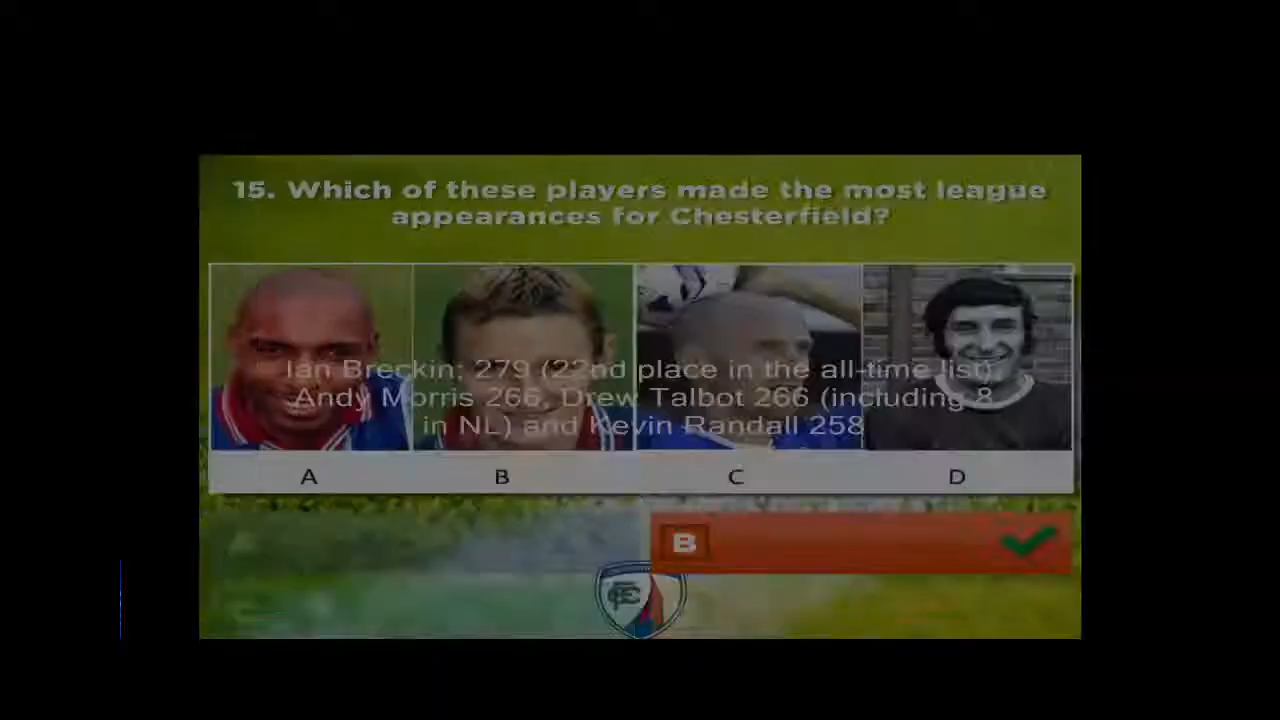 15. Which of these players made the most league
appearances for Chesterfield?
Ian Breckin; 279 (22nd place in the all-time list),
Andy Morris 266, Drew Talbot 266 (including 8
in NL) and Kevin Randall 258
A
B
C
D
B